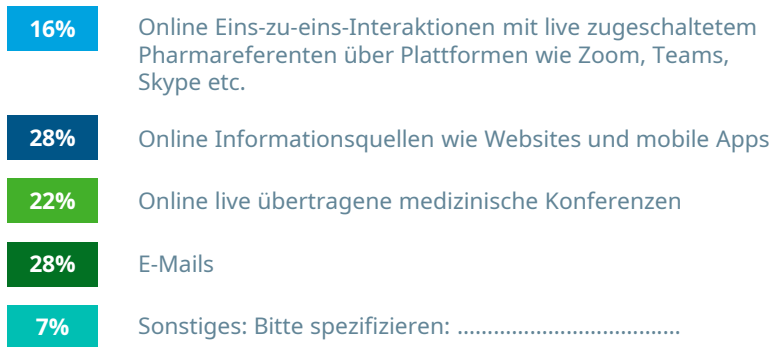 16% Online Eins-zu-eins-Interaktionen mit live zugeschaltetem
Pharmareferenten über Plattformen wie Zoom, Teams,
Skype etc.
28% Online Informationsquellen wie Websites und mobile Apps
22% Online live übertragene medizinische Konferenzen
28% E-Mails
7% Sonstiges: Bitte spezifizieren: .....................................